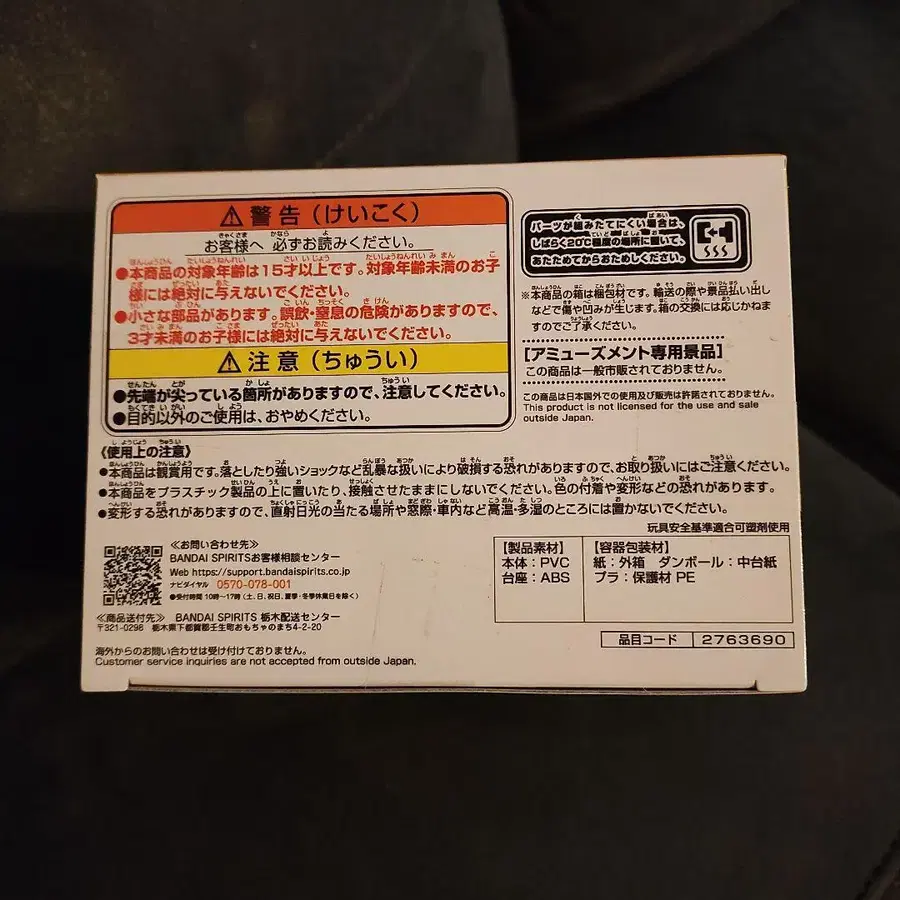 ⚠警告(けいこく)
お客様へ 必ずお読みください。
●本商品の対象年齢は15才以上です。対象年齢未満のお子
様には絶対に与えないでください。
●小さな部品があります。誤飲・窒息の危険がありますので、
3才未満のお子様には絶対に与えないでください。
⚠注意(ちゅうい)
●先端が尖っている箇所がありますので、注意してください。
●目的以外のご使用は、おやめください。
パーツが組みたてにくい場合は、
しばらく20℃程度の場所に置いて、
あたためてからおためしください。
※本商品の箱は梱包材です。輸送の際や景品払い出し
などで傷や凹みが生じます。箱の交換には応じかねま
すのでご了承ください。
[アミューズメント専用景品]
この商品は一般市販されておりません。
この商品は日本国外での使用及び販売は許諾されておりません。
This product is not licensed for the use and sale
outside Japan.
《使用上の注意》
●本商品は観賞用です。落としたり強いショックなど乱暴な扱いにより破損する恐れがありますので、お取り扱いにはご注意ください。
●本商品をプラスチック製品の上に置いたり、接触させたままにしないでください。色の付着や変形などの恐れがあります。
●変形する恐れがありますので、直射日光の当たる場所や窓際・車内など高温・多湿のところには置かないでください。
玩具安全基準適合可塑剤使用
≪お問い合わせ先≫
BANDAI SPIRITSお客様相談センター
Web https://support.bandaispirits.co.jp
ナビダイヤル 0570-078-001
●受付時間 10時〜17時(土、日、祝日、夏季・冬季休業日を除く)
≪商品送付先≫ BANDAI SPIRITS 栃木配送センター
〒321-0298 栃木県下都賀郡壬生町おもちゃのまち4-2-20
海外からのお問い合わせは受け付けておりません。
Customer service inquiries are not accepted from outside Japan.
【製品素材】
本体:PVC
台座:ABS
【容器包装材】
紙:外箱 ダンボール:中台紙
プラ:保護材 PE
品目コード 2763690